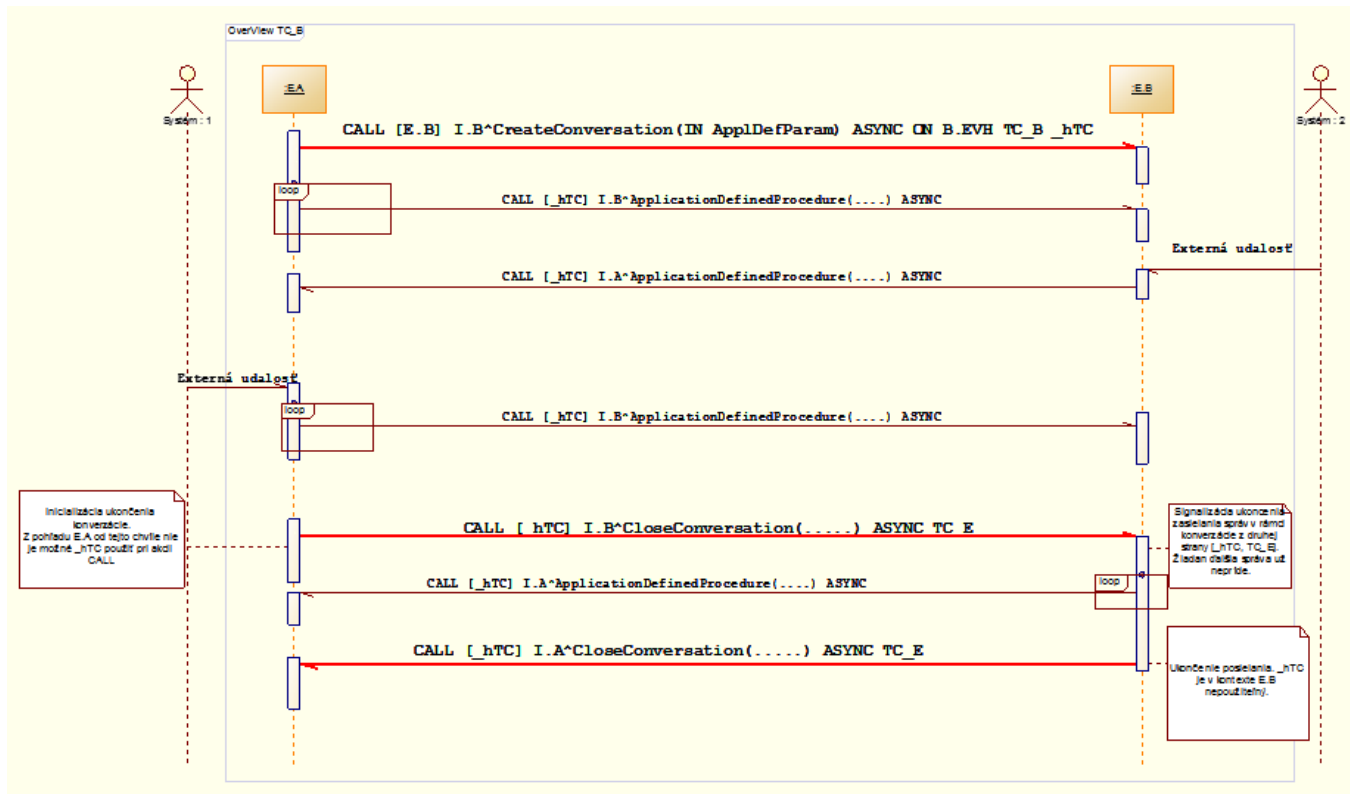 OverView TC_B
:E.A
:E.B
System : 1
System : 2
CALL [E.B] I.B^CreateConversation(IN ApplDefParam) ASYNC ON B.EVH TC_B _hTC
loop
CALL [_hTC] I.B^ApplicationDefinedProcedure(....) ASYNC
Externá udalosť
CALL [_hTC] I.A^ApplicationDefinedProcedure(....) ASYNC
Externá udalosť
loop
CALL [_hTC] I.B^ApplicationDefinedProcedure(....) ASYNC
Inicializácia ukončenia
konverzácie.
Z pohľadu E.A od tejto chvíle nie
je možné _hTC použiť pri akcii
CALL
CALL [_hTC] I.B^CloseConversation(.....) ASYNC TC_E
Signalizácia ukoncenia
zasielania správ v rámci
konverzácie z druhej
strany [_hTC, TC_E].
Žiadan ďalšia správa už
nepríde.
CALL [_hTC] I.A^ApplicationDefinedProcedure(....) ASYNC
loop
CALL [_hTC] I.A^CloseConversation(.....) ASYNC TC_E
Ukončenie posielania. _hTC
je v kontexte E.B
nepoužiteľný.